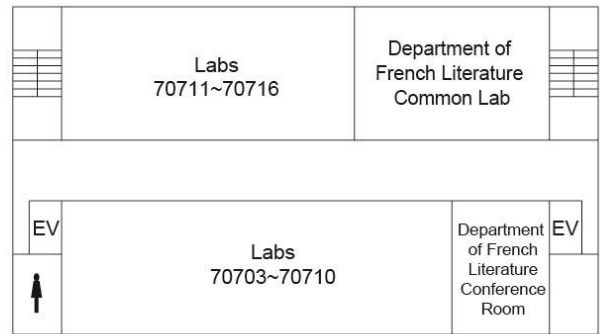 Labs
70711~70716
Department of
French Literature
Common Lab
EV
Labs
70703~70710
Department
of French
Literature
Conference
Room
EV